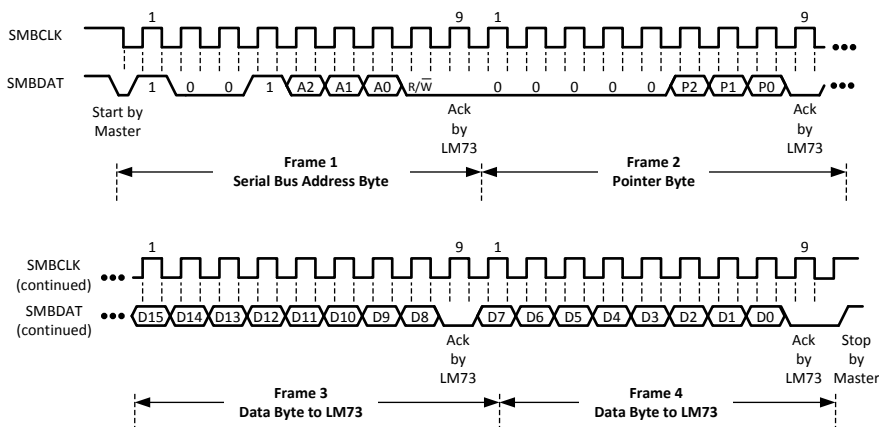 1 9 1 9
SMBCLK
SMBDAT
1 0 0 1 A2 A1 A0 R/W̅ 0 0 0 0 0 P2 P1 P0
Start by
Master
Ack
by
LM73
Ack
by
LM73
Frame 1
Serial Bus Address Byte
Frame 2
Pointer Byte
1 9 1 9
SMBCLK
(continued)
SMBDAT
(continued)
D15 D14 D13 D12 D11 D10 D9 D8 D7 D6 D5 D4 D3 D2 D1 D0
Ack
by
LM73
Ack
by
LM73
Stop
by
Master
Frame 3
Data Byte to LM73
Frame 4
Data Byte to LM73